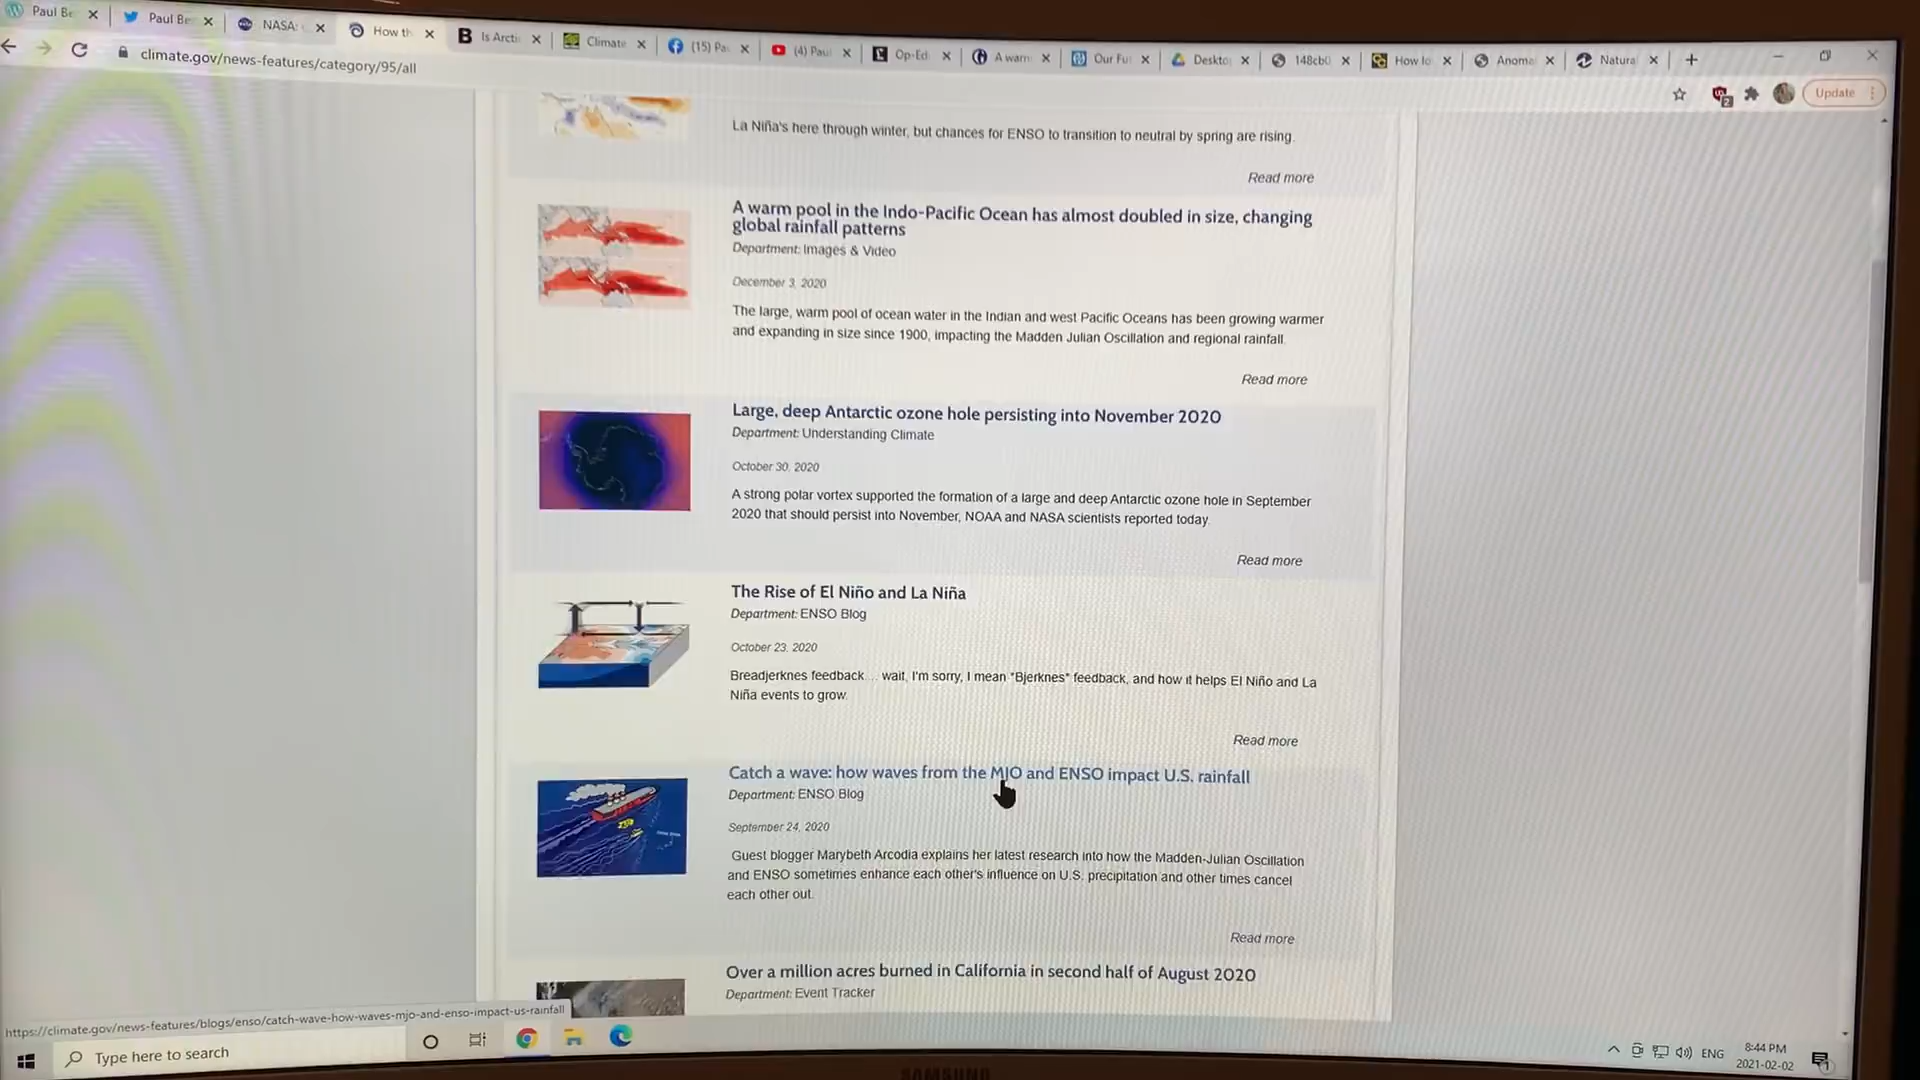 Paul Be
Paul Be
NASA:
How th
Is Arcti
Climate
(15) Pa
(4) Paul
Op-Ed
A warm
Our Fu
Deskto
148cb0
How lo
Anoma
Natura
climate.gov/news-features/category/95/all
Update
La Niña's here through winter, but chances for ENSO to transition to neutral by spring are rising.
Read more
A warm pool in the Indo-Pacific Ocean has almost doubled in size, changing
global rainfall patterns
Department: Images & Video
December 3, 2020
The large, warm pool of ocean water in the Indian and west Pacific Oceans has been growing warmer
and expanding in size since 1900, impacting the Madden Julian Oscillation and regional rainfall.
Read more
Large, deep Antarctic ozone hole persisting into November 2020
Department: Understanding Climate
October 30, 2020
A strong polar vortex supported the formation of a large and deep Antarctic ozone hole in September
2020 that should persist into November, NOAA and NASA scientists reported today.
Read more
The Rise of El Niño and La Niña
Department: ENSO Blog
October 23, 2020
Breadjerknes feedback... wait, I'm sorry, I mean *Bjerknes* feedback, and how it helps El Niño and La
Niña events to grow.
Read more
Catch a wave: how waves from the MJO and ENSO impact U.S. rainfall
Department: ENSO Blog
September 24, 2020
Guest blogger Marybeth Arcodia explains her latest research into how the Madden-Julian Oscillation
and ENSO sometimes enhance each other's influence on U.S. precipitation and other times cancel
each other out.
Read more
Over a million acres burned in California in second half of August 2020
Department: Event Tracker
https://climate.gov/news-features/blogs/enso/catch-wave-how-waves-mjo-and-enso-impact-us-rainfall
Type here to search
ENG
8:44 PM
2021-02-02
SAMSUNG